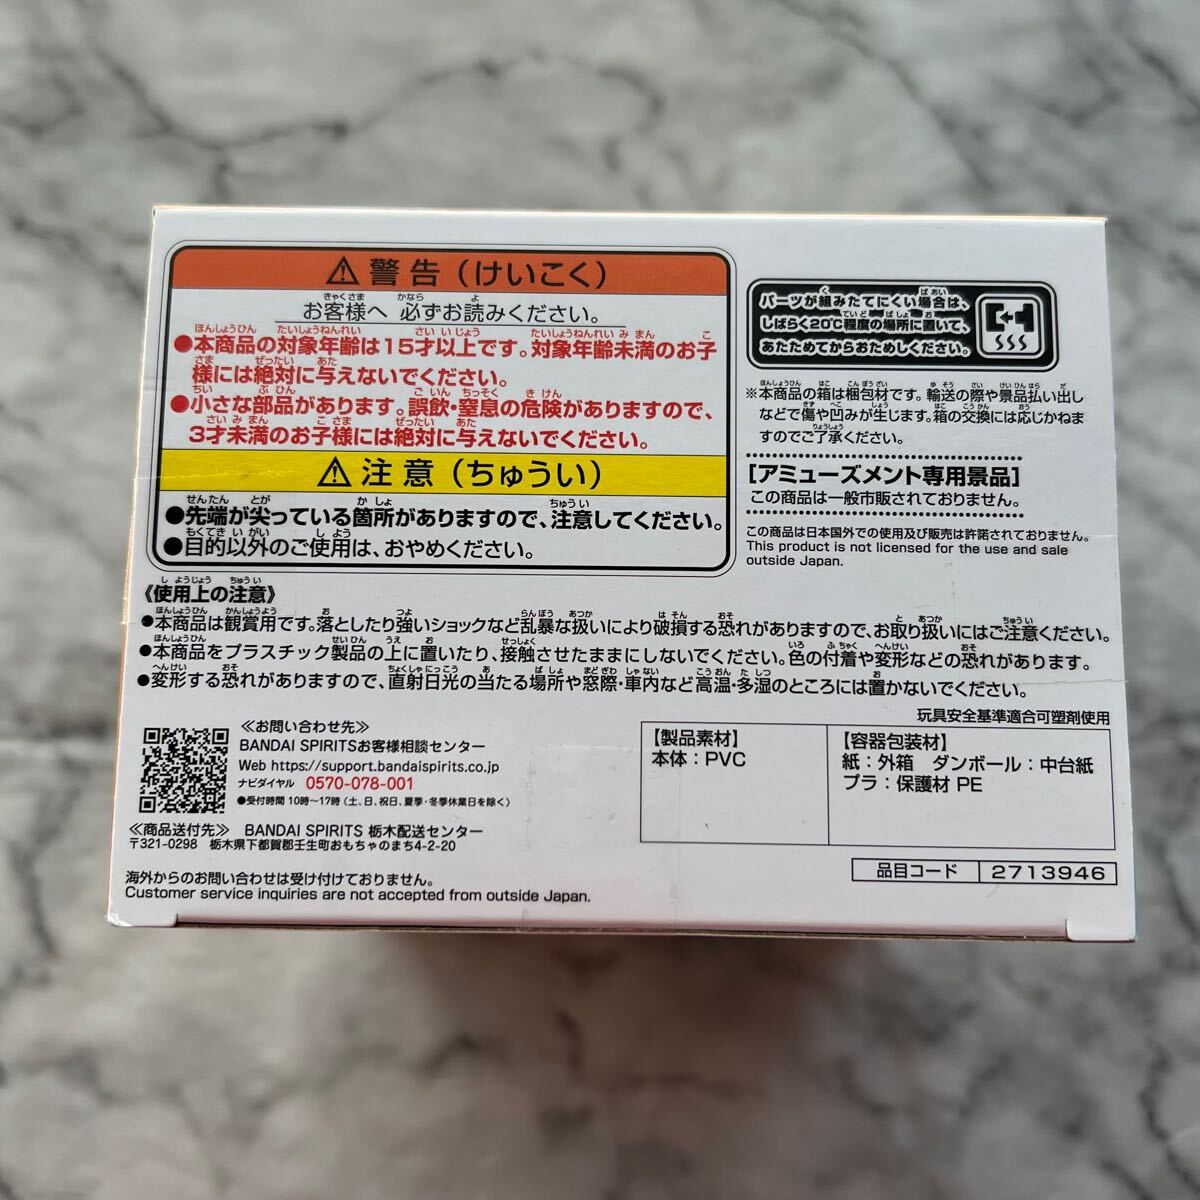 ⚠警告（けいこく）
お客様へ 必ずお読みください。
●本商品の対象年齢は15才以上です。対象年齢未満のお子
様には絶対に与えないでください。
●小さな部品があります。誤飲・窒息の危険がありますので、
3才未満のお子様には絶対に与えないでください。
⚠注意（ちゅうい）
●先端が尖っている箇所がありますので、注意してください。
●目的以外のご使用は、おやめください。
パーツが組みたてにくい場合は、
しばらく20℃程度の場所に置いて、
あたためてからおためしください。
※本商品の箱は梱包材です。輸送の際や景品払い出し
などで傷や凹みが生じます。箱の交換には応じかねま
すのでご了承ください。
［アミューズメント専用景品］
この商品は一般市販されておりません。
この商品は日本国外での使用及び販売は許諾されておりません。
This product is not licensed for the use and sale
outside Japan.
《使用上の注意》
●本商品は観賞用です。落としたり強いショックなど乱暴な扱いにより破損する恐れがありますので、お取り扱いにはご注意ください。
●本商品をプラスチック製品の上に置いたり、接触させたままにしないでください。色の付着や変形などの恐れがあります。
●変形する恐れがありますので、直射日光の当たる場所や窓際・車内など高温・多湿のところには置かないでください。
玩具安全基準適合可塑剤使用
≪お問い合わせ先≫
BANDAI SPIRITSお客様相談センター
Web https://support.bandaispirits.co.jp
ナビダイヤル 0570-078-001
●受付時間 10時～17時（土、日、祝日、夏季・冬季休業日を除く）
≪商品送付先≫ BANDAI SPIRITS 栃木配送センター
〒321-0298 栃木県下都賀郡壬生町おもちゃのまち4-2-20
【製品素材】
本体：PVC
【容器包装材】
紙：外箱 ダンボール：中台紙
プラ：保護材 PE
品目コード 2713946
海外からのお問い合わせは受け付けておりません。
Customer service inquiries are not accepted from outside Japan.